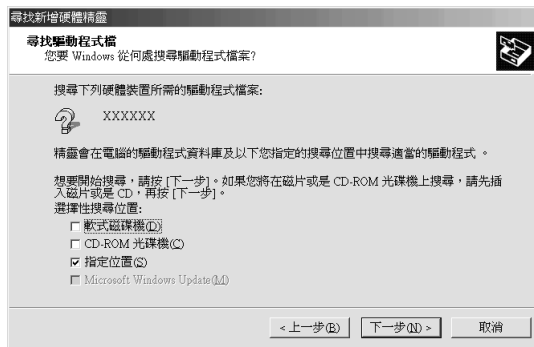 尋找新增硬體精靈
尋找驅動程式檔
您要 Windows 從何處搜尋驅動程式檔案?
搜尋下列硬體裝置所需的驅動程式檔案:
XXXXXX
精靈會在電腦的驅動程式資料庫及以下您指定的搜尋位置中搜尋適當的驅動程式 。
想要開始搜尋，請按 [下一步]。如果您將在磁片或是 CD-ROM 光碟機上搜尋，請先插
入磁片或是 CD，再按 [下一步]。
選擇性搜尋位置:
軟式磁碟機(D)
CD-ROM 光碟機(C)
指定位置(S)
Microsoft Windows Update(M)
<上一步(B)
下一步(N) >
取消